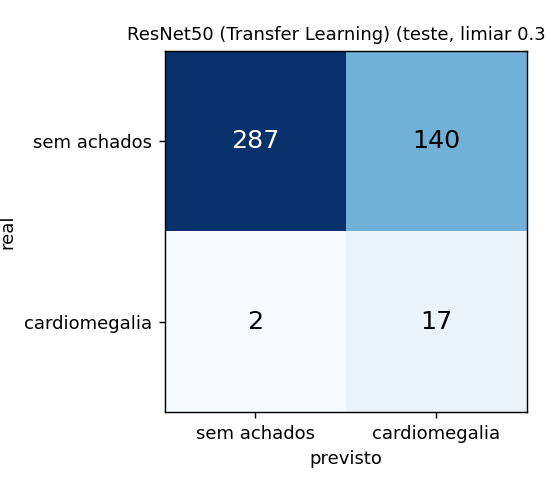 ResNet50 (Transfer Learning) (teste, limiar 0.3
sem achados 287 140
real
cardiomegalia 2 17
sem achados cardiomegalia
previsto